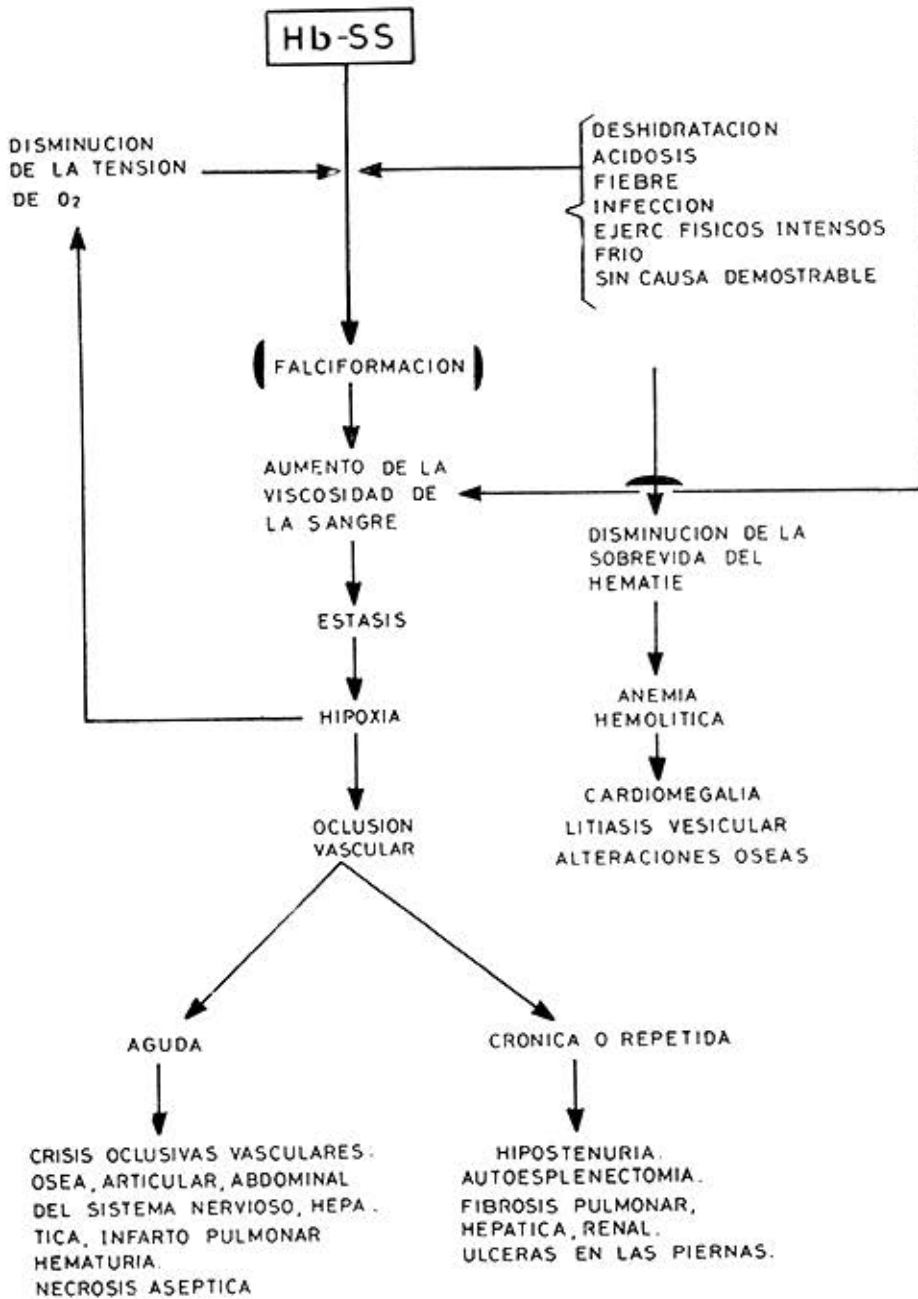 Hb-SS
DISMINUCION
DE LA TENSION
DE O₂
DESHIDRATACION
ACIDOSIS
FIEBRE
INFECCION
EJERC FISICOS INTENSOS
FRIO
SIN CAUSA DEMOSTRABLE
FALCIFORMACION
AUMENTO DE LA
VISCOSIDAD DE
LA SANGRE
DISMINUCION DE LA
SOBREVIDA DEL
HEMATIE
ESTASIS
HIPOXIA
ANEMIA
HEMOLITICA
OCLUSION
VASCULAR
CARDIOMEGALIA
LITIASIS VESICULAR
ALTERACIONES OSEAS
AGUDA
CRONICA O REPETIDA
CRISIS OCLUSIVAS VASCULARES:
OSEA, ARTICULAR, ABDOMINAL
DEL SISTEMA NERVIOSO, HEPA.
TICA, INFARTO PULMONAR
HEMATURIA.
NECROSIS ASEPTICA
HIPOSTENURIA.
AUTOESPLENECTOMIA.
FIBROSIS PULMONAR,
HEPATICA, RENAL.
ULCERAS EN LAS PIERNAS.